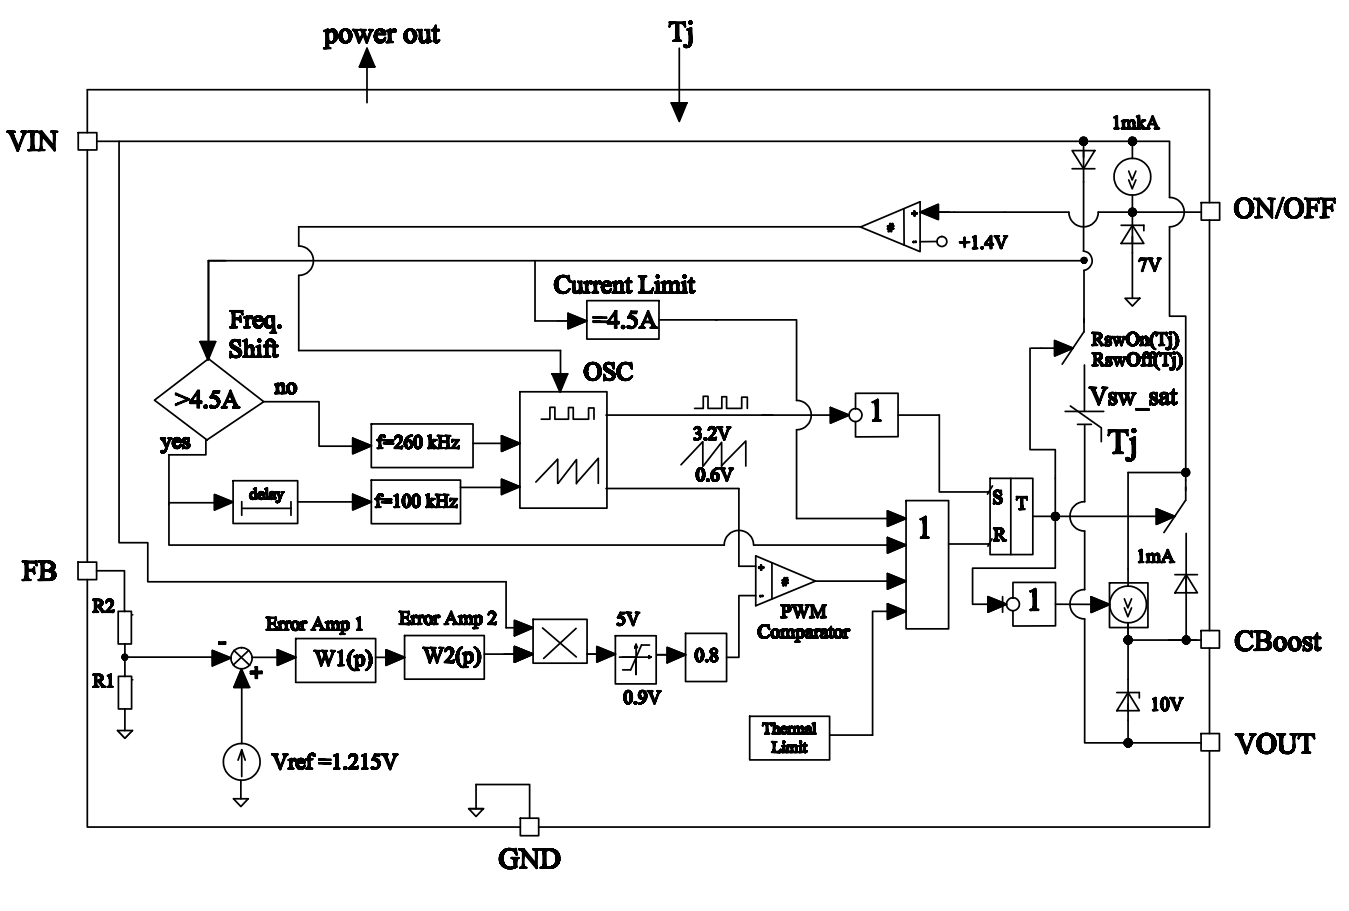 power out
Tj
VIN
1mkA
ON/OFF
+
#
-
+1.4V
7V
Current Limit
=4.5A
Freq.
Shift
RswOn(Tj)
RswOff(Tj)
OSC
>4.5A
no
Vsw_sat
yes
1
3.2V
Tj
f=260 kHz
0.6V
delay
f=100 kHz
S
T
R
1
1mA
FB
+
#
-
R2
PWM
Comparator
1
Error Amp 1
Error Amp 2
5V
CBoost
-
+
W1(p)
W2(p)
0.8
R1
0.9V
10V
Thermal
Limit
VOUT
Vref =1.215V
GND